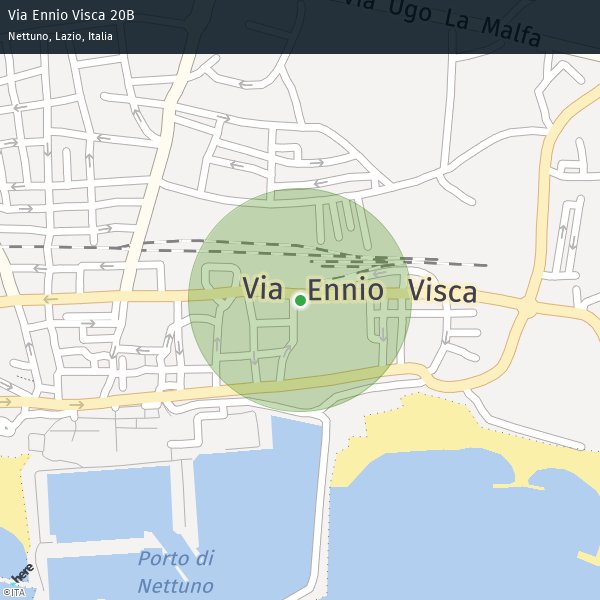 Via Ennio Visca 20B
Nettuno, Lazio, Italia
Via Ugo La Malfa
Via Ennio Visca
Porto di
Nettuno
here
©ITA